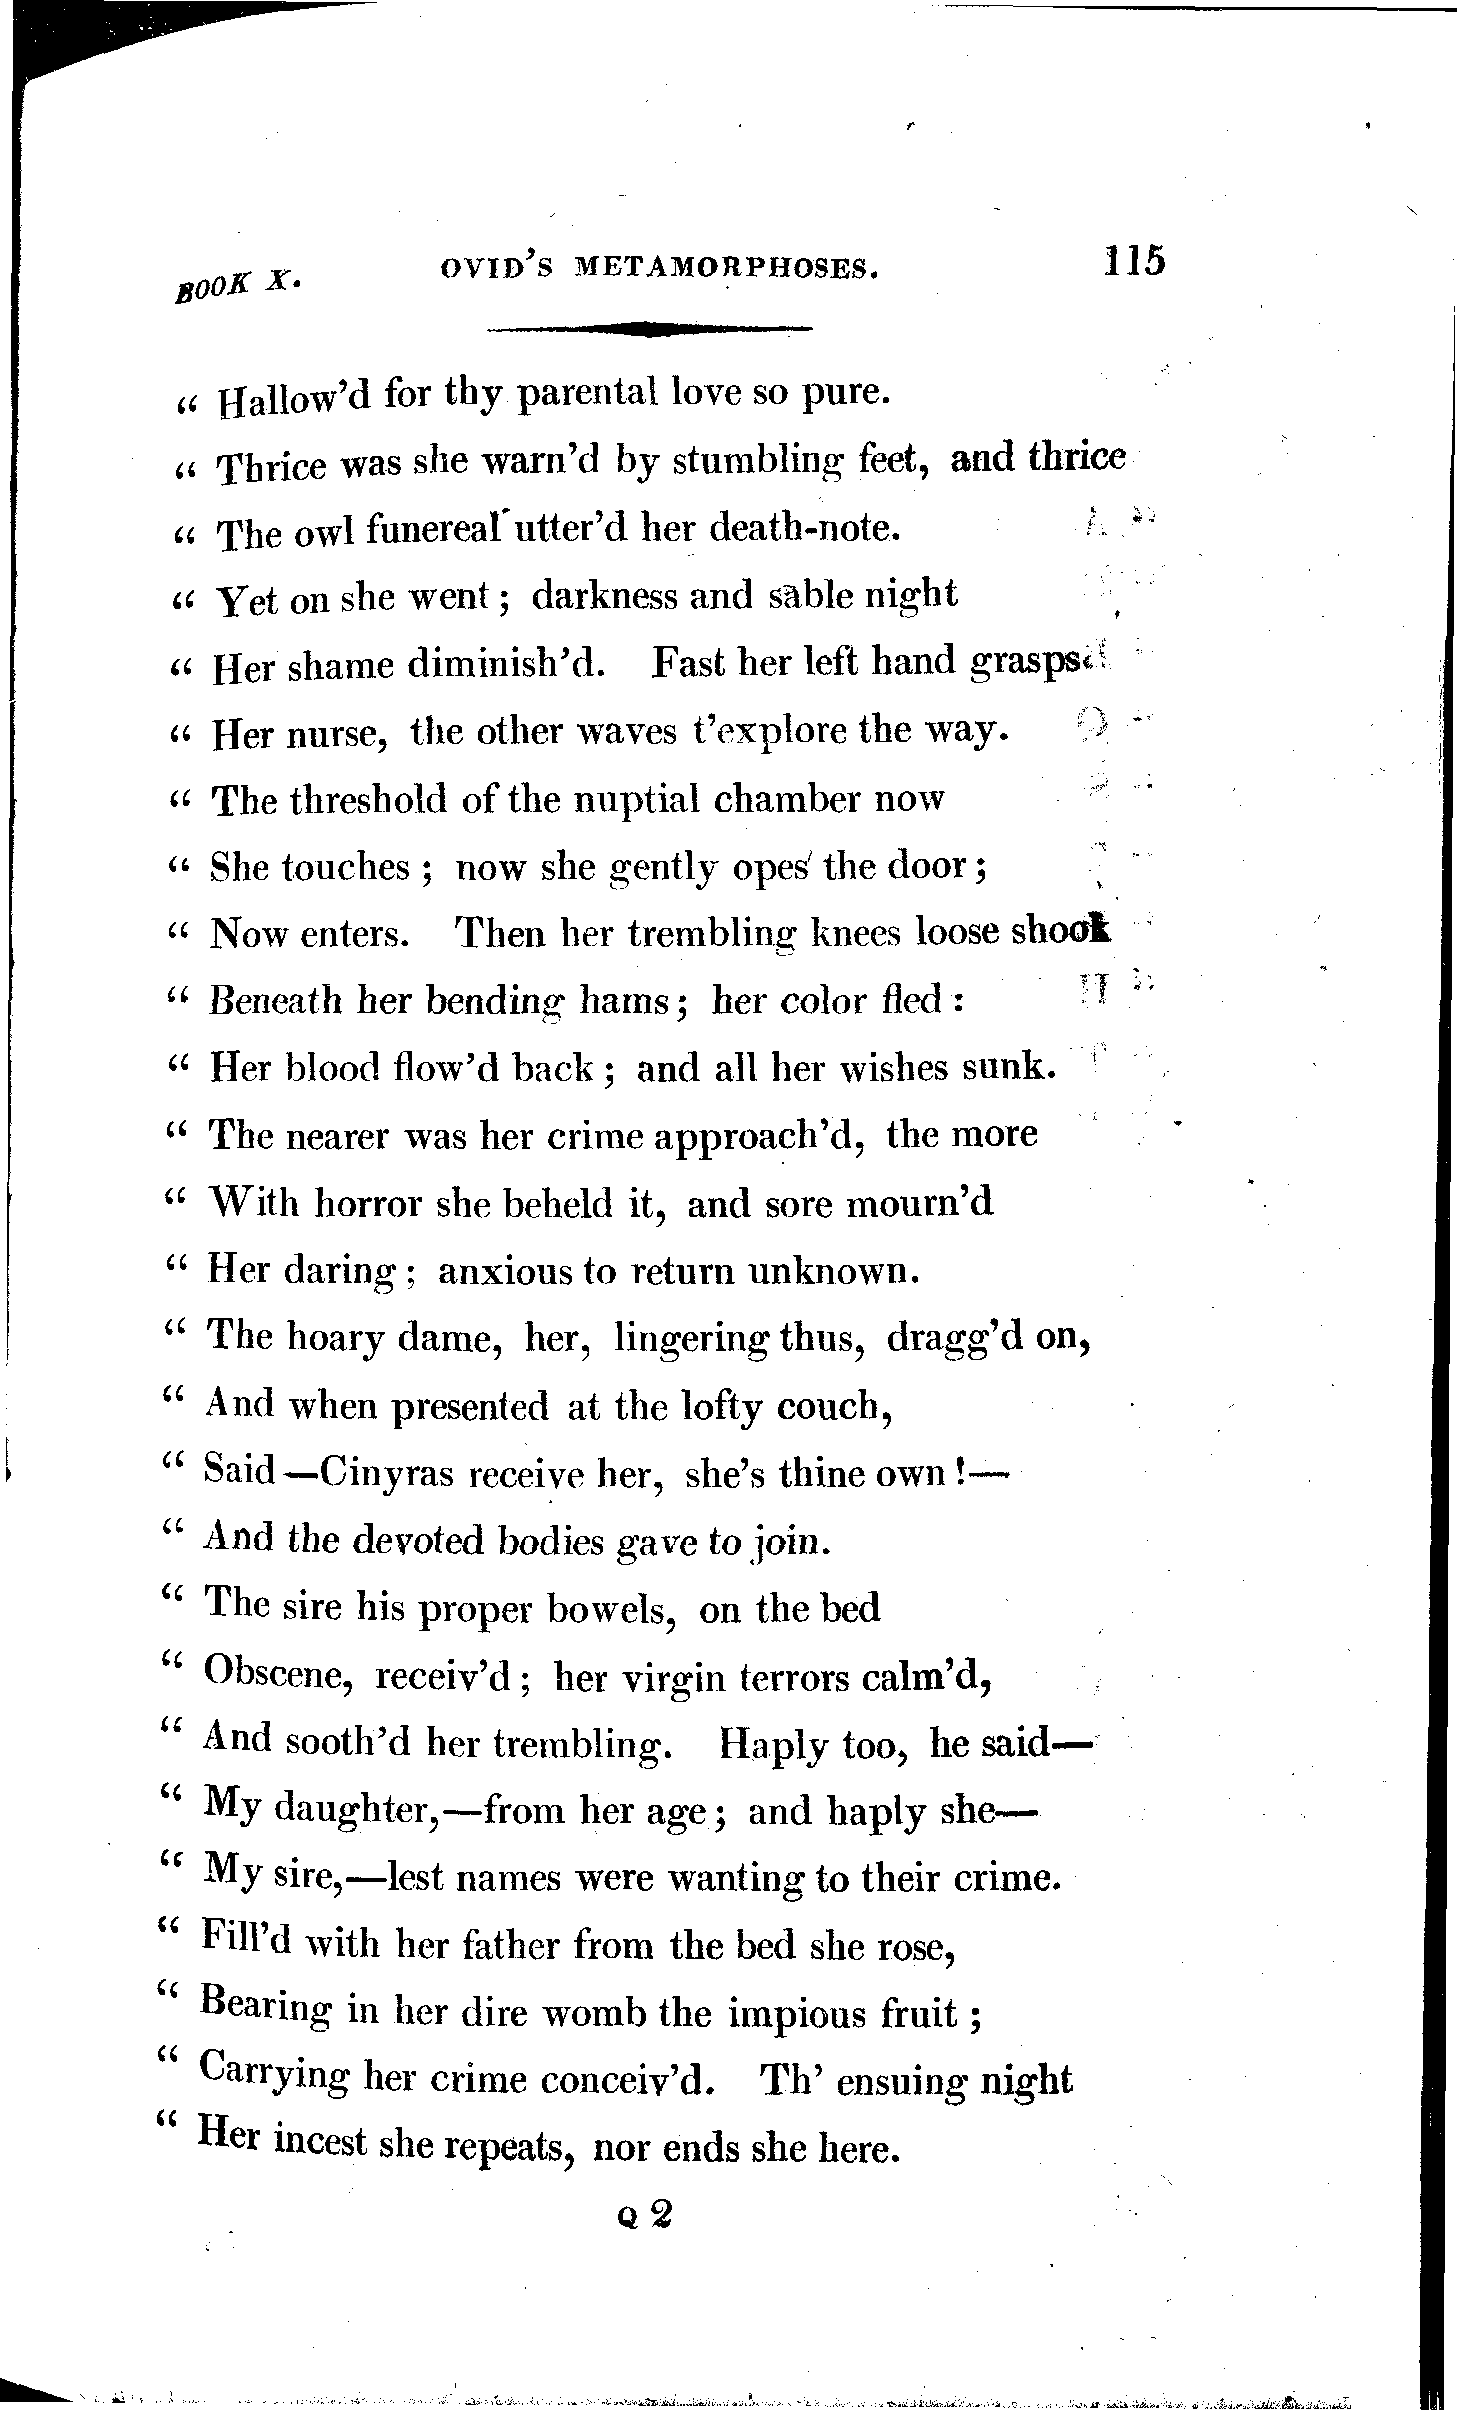 BOOK X. OVID'S METAMORPHOSES. 115
“ Hallow'd for thy parental love so pure.
“ Thrice was she warn'd by stumbling feet, and thrice
“ The owl funereal utter'd her death-note.
“ Yet on she went ; darkness and sable night
“ Her shame diminish'd. Fast her left hand grasps
“ Her nurse, the other waves t'explore the way.
“ The threshold of the nuptial chamber now
“ She touches ; now she gently opes the door ;
“ Now enters. Then her trembling knees loose shook
“ Beneath her bending hams ; her color fled :
“ Her blood flow'd back ; and all her wishes sunk.
“ The nearer was her crime approach'd, the more
“ With horror she beheld it, and sore mourn'd
“ Her daring ; anxious to return unknown.
“ The hoary dame, her, lingering thus, dragg'd on,
“ And when presented at the lofty couch,
“ Said—Cinyras receive her, she's thine own !—
“ And the devoted bodies gave to join.
“ The sire his proper bowels, on the bed
“ Obscene, receiv'd ; her virgin terrors calm'd,
“ And sooth'd her trembling. Haply too, he said—
“ My daughter,—from her age ; and haply she—
“ My sire,—lest names were wanting to their crime.
“ Fill'd with her father from the bed she rose,
“ Bearing in her dire womb the impious fruit ;
“ Carrying her crime conceiv'd. Th' ensuing night
“ Her incest she repeats, nor ends she here.
Q 2